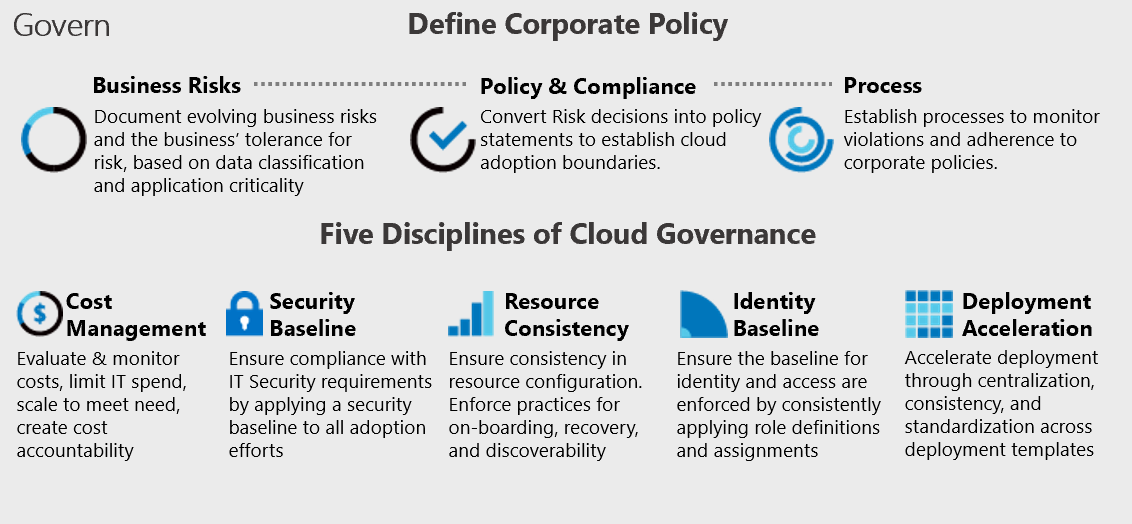 Govern
Define Corporate Policy
Business Risks
Document evolving business risks
and the business’ tolerance for
risk, based on data classification
and application criticality
Policy & Compliance
Convert Risk decisions into policy
statements to establish cloud
adoption boundaries.
Process
Establish processes to monitor
violations and adherence to
corporate policies.
Five Disciplines of Cloud Governance
$
Cost
Management
Evaluate & monitor
costs, limit IT spend,
scale to meet need,
create cost
accountability
Security
Baseline
Ensure compliance with
IT Security requirements
by applying a security
baseline to all adoption
efforts
Resource
Consistency
Ensure consistency in
resource configuration.
Enforce practices for
on-boarding, recovery,
and discoverability
Identity
Baseline
Ensure the baseline for
identity and access are
enforced by consistently
applying role definitions
and assignments
Deployment
Acceleration
Accelerate deployment
through centralization,
consistency, and
standardization across
deployment templates